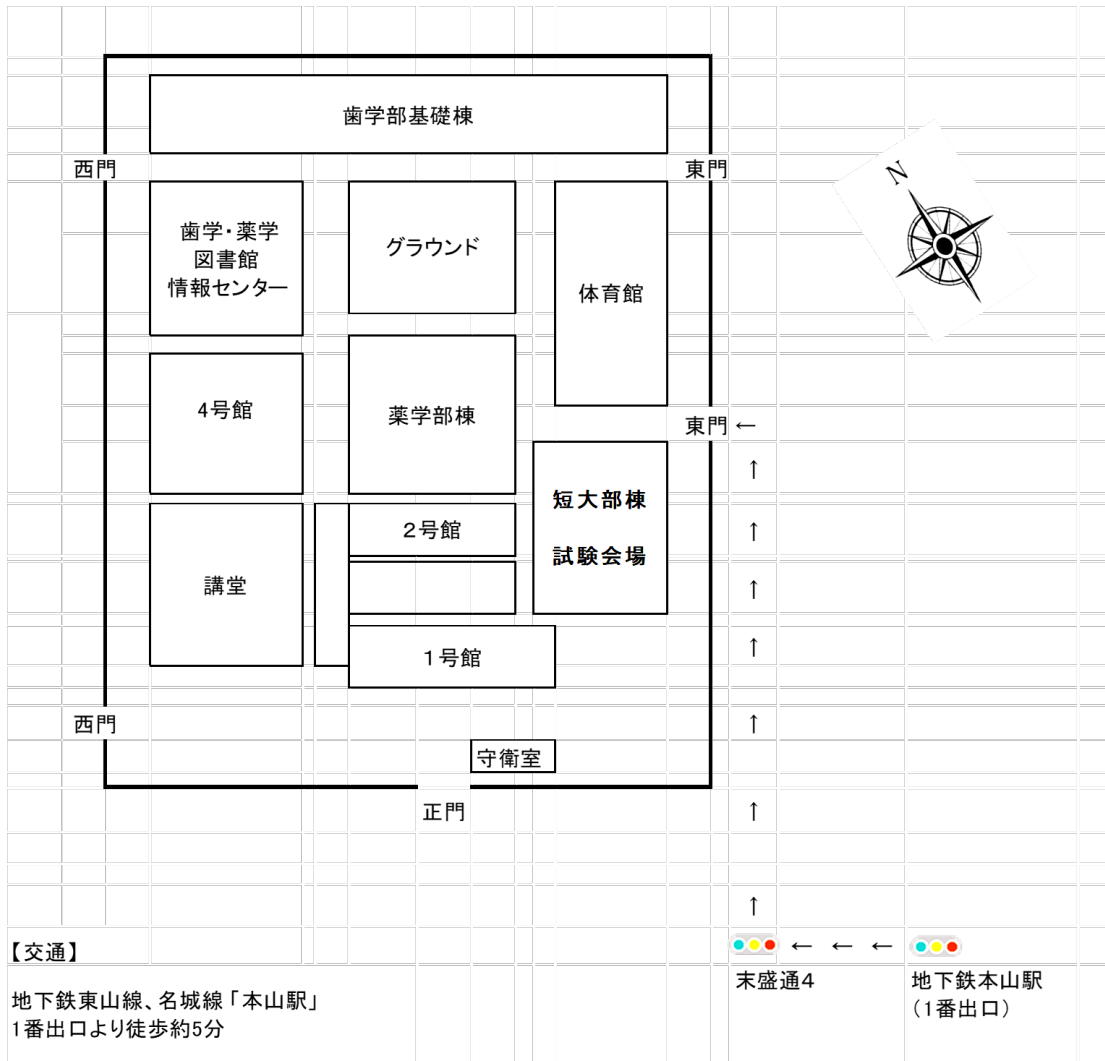 歯学部基礎棟
西門
東門
N
歯学・薬学
図書館
情報センター
グラウンド
体育館
4号館
薬学部棟
東門 ←
↑
短大部棟
試験会場
２号館
↑
講堂
↑
１号館
↑
西門
↑
守衛室
正門
↑
↑
【交通】
← ← ←
末盛通4
地下鉄本山駅
（1番出口）
地下鉄東山線、名城線「本山駅」
1番出口より徒歩約5分